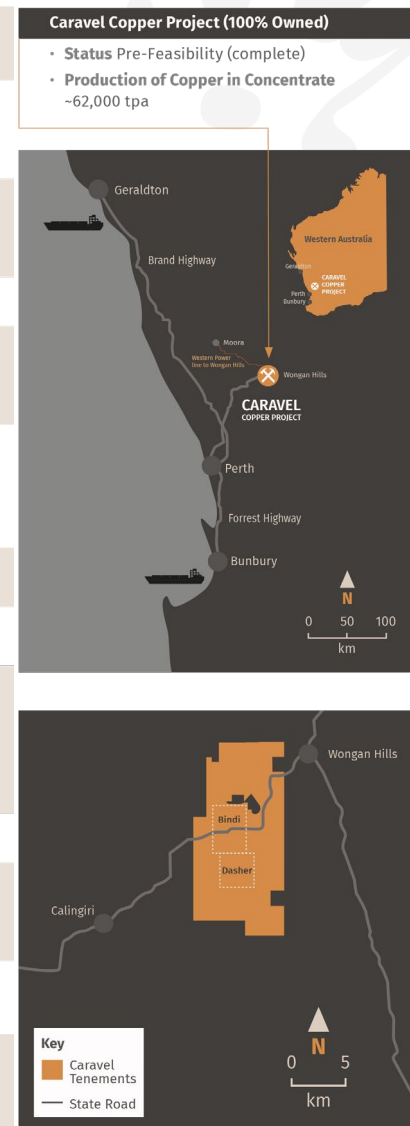 Caravel Copper Project (100% Owned)
• Status Pre-Feasibility (complete)
• Production of Copper in Concentrate
~62,000 tpa
Geraldton
Brand Highway
Western Australia
Geraldton
CARAVEL
COPPER
PROJECT
Perth
Bunbury
Moora
Western Power
line to Wongan Hills
Wongan Hills
CARAVEL
COPPER PROJECT
Perth
Forrest Highway
Bunbury
N
0 50 100
km
Wongan Hills
Bindi
Dasher
Calingiri
Key
Caravel
Tenements
State Road
N
0 5
km